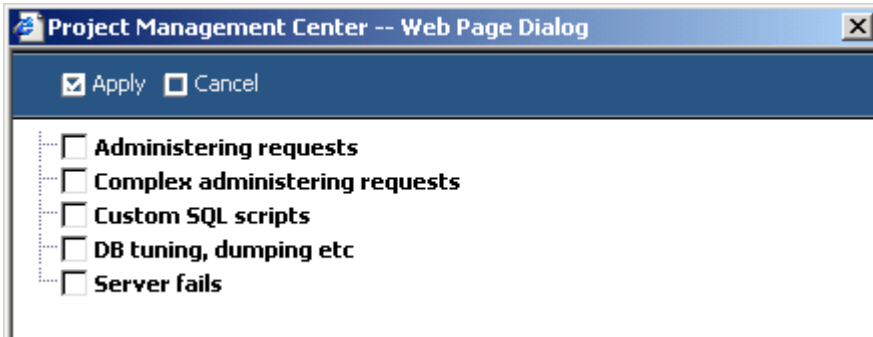 Project Management Center -- Web Page Dialog
Apply Cancel
Administering requests
Complex administering requests
Custom SQL scripts
DB tuning, dumping etc
Server fails